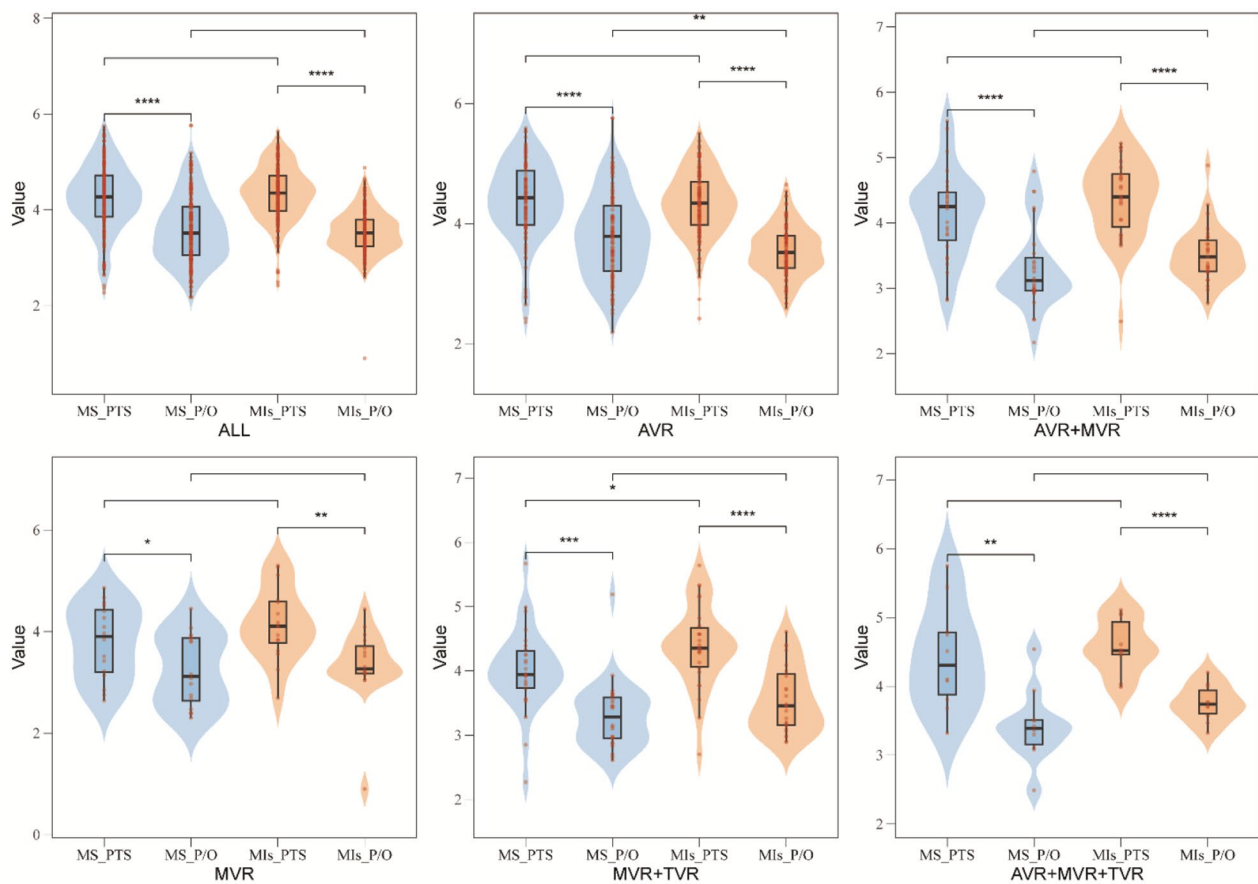 Value
8
6
4
2
****
****
MS_PTS MS_P/O MIs_PTS MIs_P/O
ALL
Value
6
4
2
**
****
****
MS_PTS MS_P/O MIs_PTS MIs_P/O
AVR
Value
7
6
5
4
3
2
****
****
MS_PTS MS_P/O MIs_PTS MIs_P/O
AVR+MVR
Value
6
4
2
0
**
*
MS_PTS MS_P/O MIs_PTS MIs_P/O
MVR
Value
7
6
5
4
3
2
*
****
***
MS_PTS MS_P/O MIs_PTS MIs_P/O
MVR+TVR
Value
7
6
5
4
3
2
****
**
MS_PTS MS_P/O MIs_PTS MIs_P/O
AVR+MVR+TVR